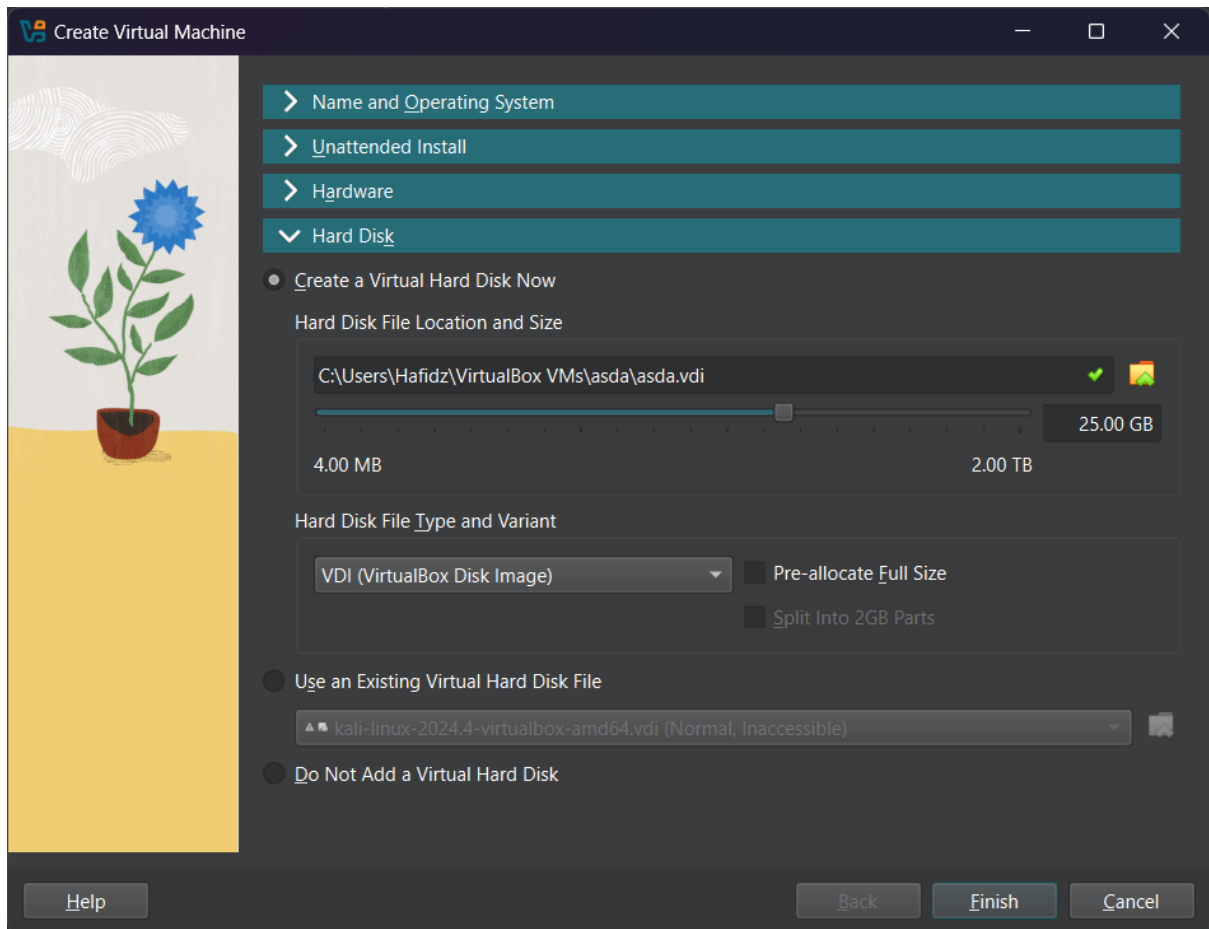 Create Virtual Machine
Name and Operating System
Unattended Install
Hardware
Hard Disk
Create a Virtual Hard Disk Now
Hard Disk File Location and Size
C:\Users\Hafidz\VirtualBox VMs\asda\asda.vdi
25.00 GB
4.00 MB 2.00 TB
Hard Disk File Type and Variant
VDI (VirtualBox Disk Image) Pre-allocate Full Size
Split Into 2GB Parts
Use an Existing Virtual Hard Disk File
kali-linux-2024.4-virtualbox-amd64.vdi (Normal, Inaccessible)
Do Not Add a Virtual Hard Disk
Help Back Finish Cancel